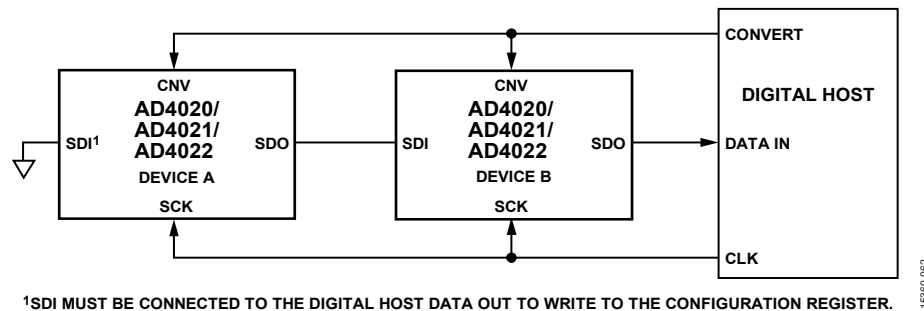 CONVERT
CNV
CNV
AD4020/
AD4021/
AD4022
AD4020/
AD4021/
AD4022
DIGITAL HOST
SDI¹
SDO
SDI
SDO
DATA IN
DEVICE A
DEVICE B
SCK
SCK
CLK
¹SDI MUST BE CONNECTED TO THE DIGITAL HOST DATA OUT TO WRITE TO THE CONFIGURATION REGISTER.
15369-062